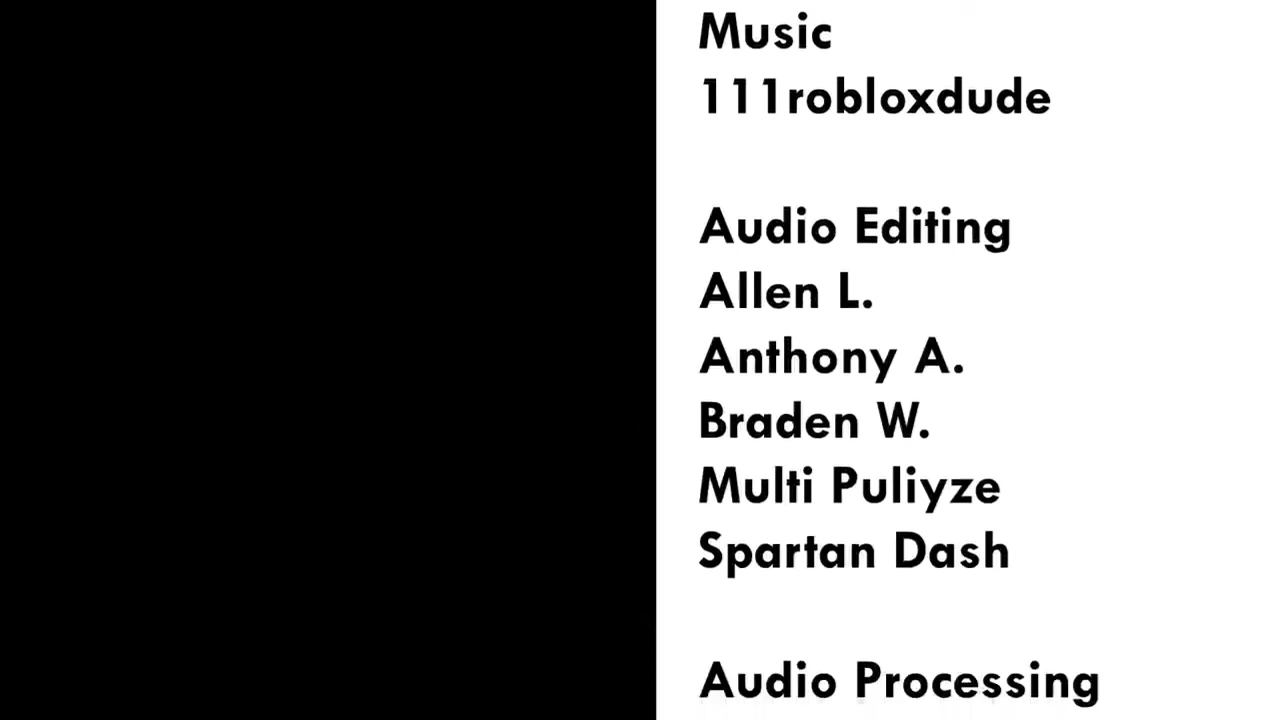 Music
111robloxdude
Audio Editing
Allen L.
Anthony A.
Braden W.
Multi Puliyze
Spartan Dash
Audio Processing